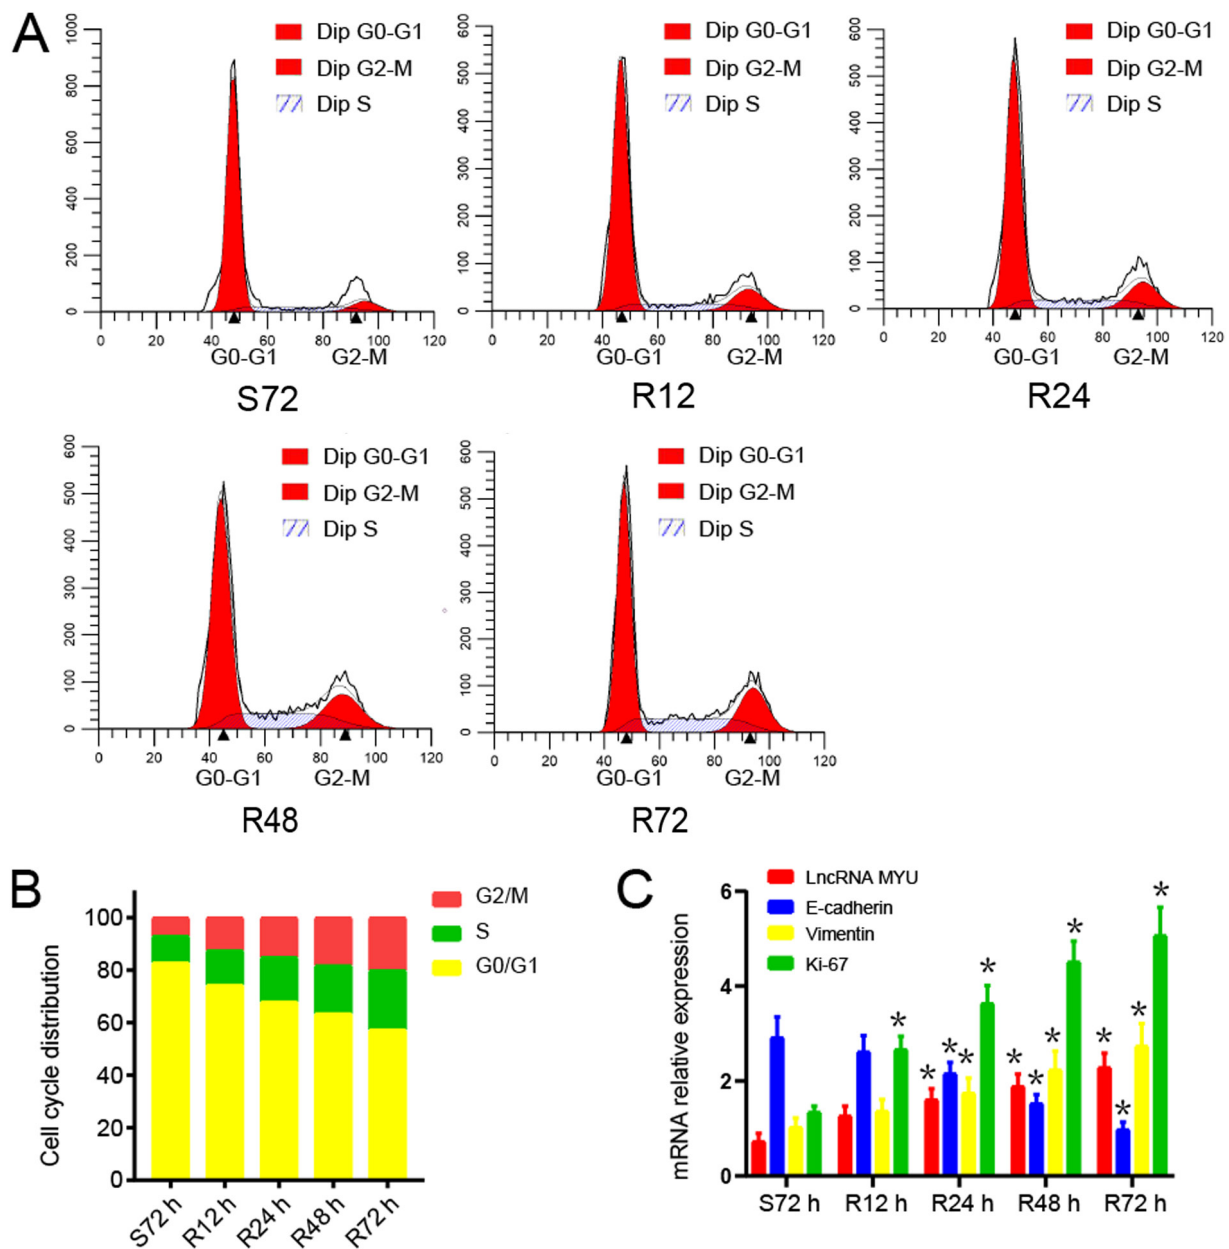 A
1000
800
600
400
200
0
Dip G0-G1
Dip G2-M
Dip S
0 20 40 60 80 100 120
G0-G1 G2-M
S72
600
500
400
300
200
100
0
Dip G0-G1
Dip G2-M
Dip S
0 20 40 60 80 100 120
G0-G1 G2-M
R12
600
500
400
300
200
100
0
Dip G0-G1
Dip G2-M
Dip S
0 20 40 60 80 100 120
G0-G1 G2-M
R24
600
500
400
300
200
100
0
Dip G0-G1
Dip G2-M
Dip S
0 20 40 60 80 100 120
G0-G1 G2-M
R48
600
500
400
300
200
100
0
Dip G0-G1
Dip G2-M
Dip S
0 20 40 60 80 100 120
G0-G1 G2-M
R72
B
Cell cycle distribution
100
80
60
40
20
0
G2/M
S
G0/G1
S72 h R12 h R24 h R48 h R72 h
C
mRNA relative expression
6
4
2
0
LncRNA MYU
E-cadherin
Vimentin
Ki-67
* * * * * * * * * *
* * *
S72 h R12 h R24 h R48 h R72 h